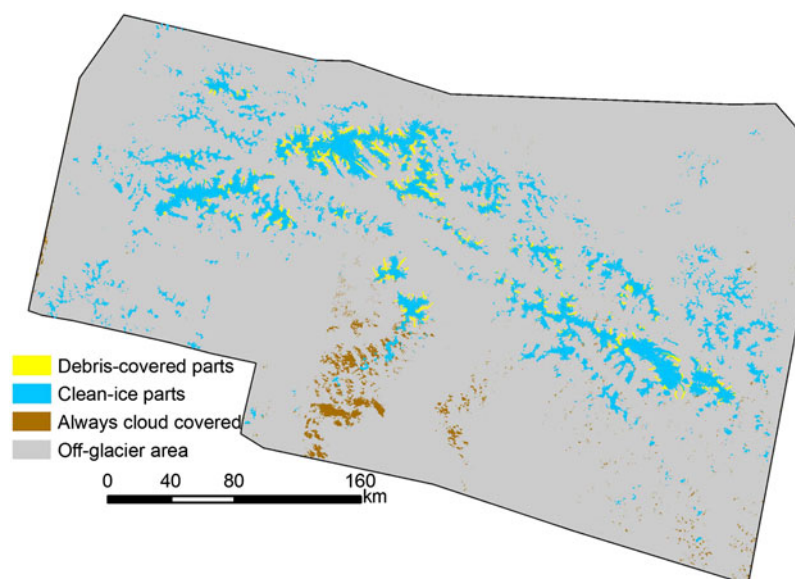 Debris-covered parts
Clean-ice parts
Always cloud covered
Off-glacier area
0 40 80 160
km